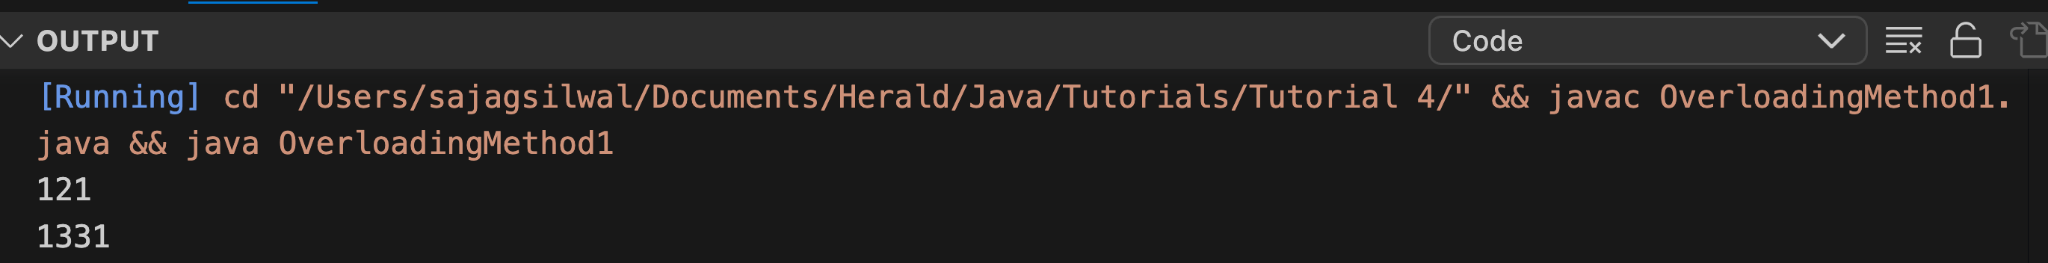 OUTPUT
Code
[Running] cd "/Users/sajagsilwal/Documents/Herald/Java/Tutorials/Tutorial 4/" && javac OverloadingMethod1.
java && java OverloadingMethod1
121
1331